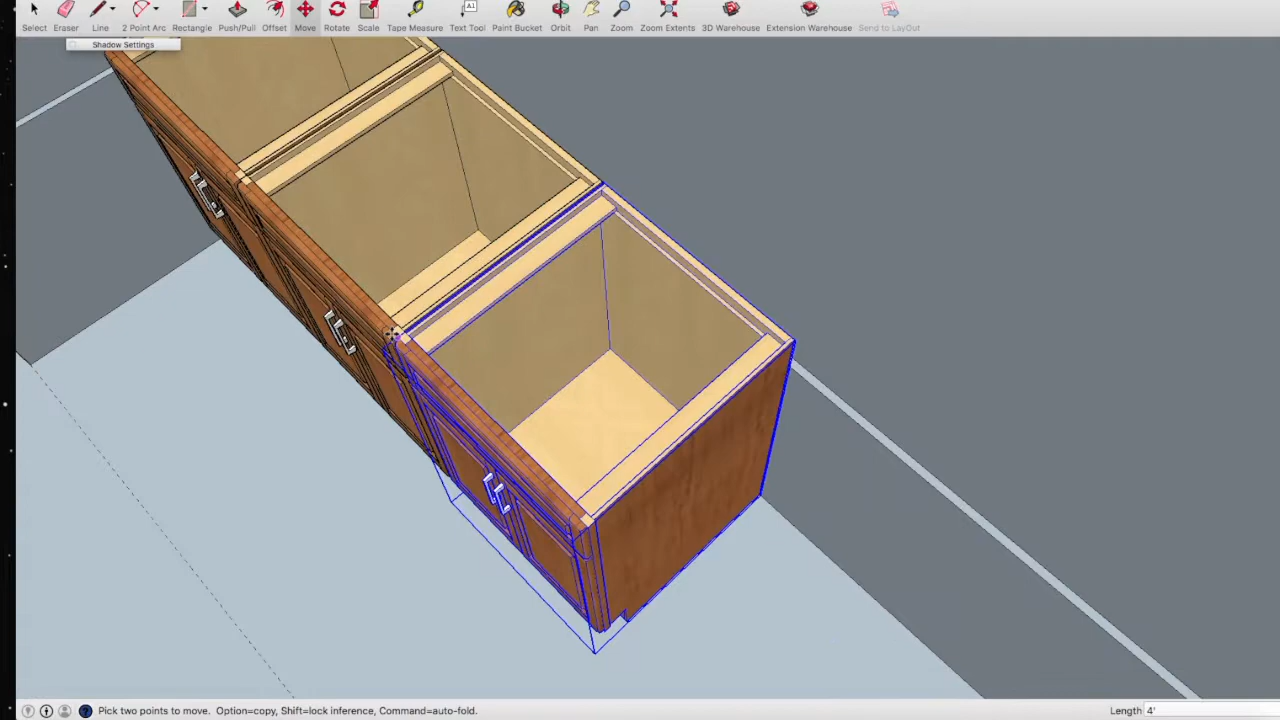 Select Eraser Line 2 Point Arc Rectangle Push/Pull Offset Move Rotate Scale Tape Measure Text Tool Paint Bucket Orbit Pan Zoom Zoom Extents 3D Warehouse Extension Warehouse Send to LayOut
Shadow Settings
Pick two points to move. Option=copy, Shift=lock inference, Command=auto-fold. Length 4'